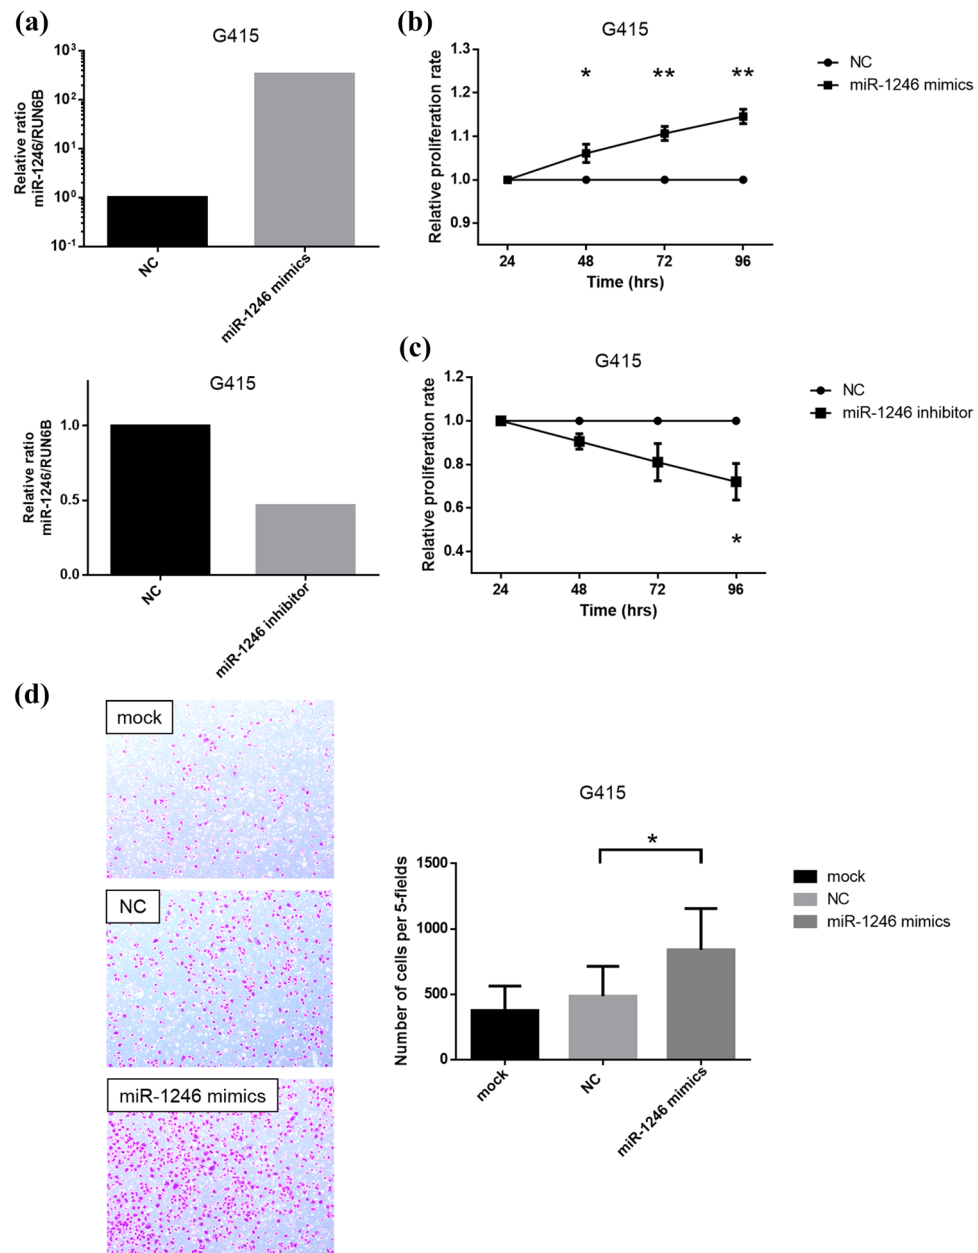 (a)
G415
Relative ratio
miR-1246/RUN6B
10³
10²
10¹
10⁰
10⁻¹
NC
miR-1246 mimics
G415
Relative ratio
miR-1246/RUN6B
1.0
0.5
0.0
NC
miR-1246 inhibitor
(b)
G415
Relative proliferation rate
1.3
1.2
1.1
1.0
0.9
* ** **
24 48 72 96
Time (hrs)
NC
miR-1246 mimics
(c)
G415
Relative proliferation rate
1.2
1.0
0.8
0.6
0.4
*
24 48 72 96
Time (hrs)
NC
miR-1246 inhibitor
(d)
mock
NC
miR-1246 mimics
G415
Number of cells per 5-fields
1500
1000
500
0
*
mock
NC
miR-1246 mimics
mock
NC
miR-1246 mimics